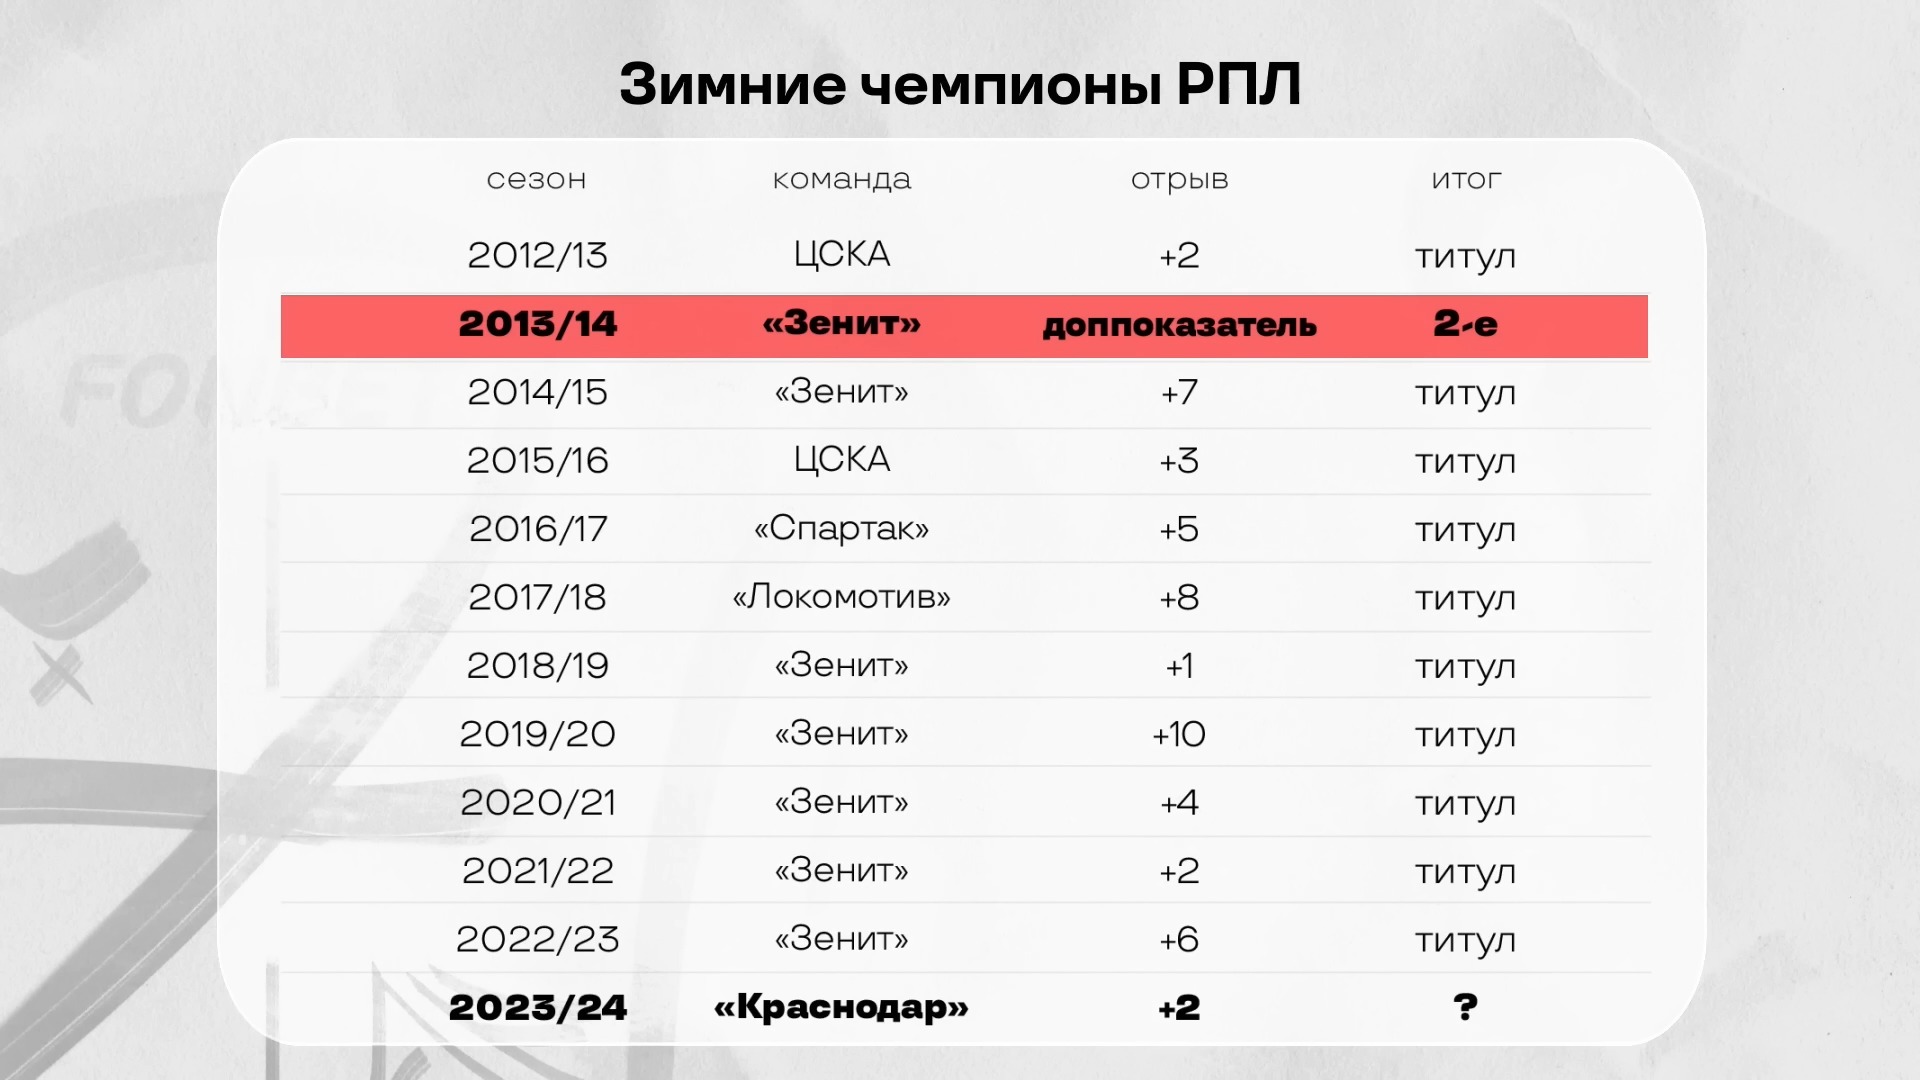 Зимние чемпионы РПЛ
сезон команда отрыв итог
2012/13 ЦСКА +2 титул
2013/14 «Зенит» доппоказатель 2-е
2014/15 «Зенит» +7 титул
2015/16 ЦСКА +3 титул
2016/17 «Спартак» +5 титул
2017/18 «Локомотив» +8 титул
2018/19 «Зенит» +1 титул
2019/20 «Зенит» +10 титул
2020/21 «Зенит» +4 титул
2021/22 «Зенит» +2 титул
2022/23 «Зенит» +6 титул
2023/24 «Краснодар» +2 ?